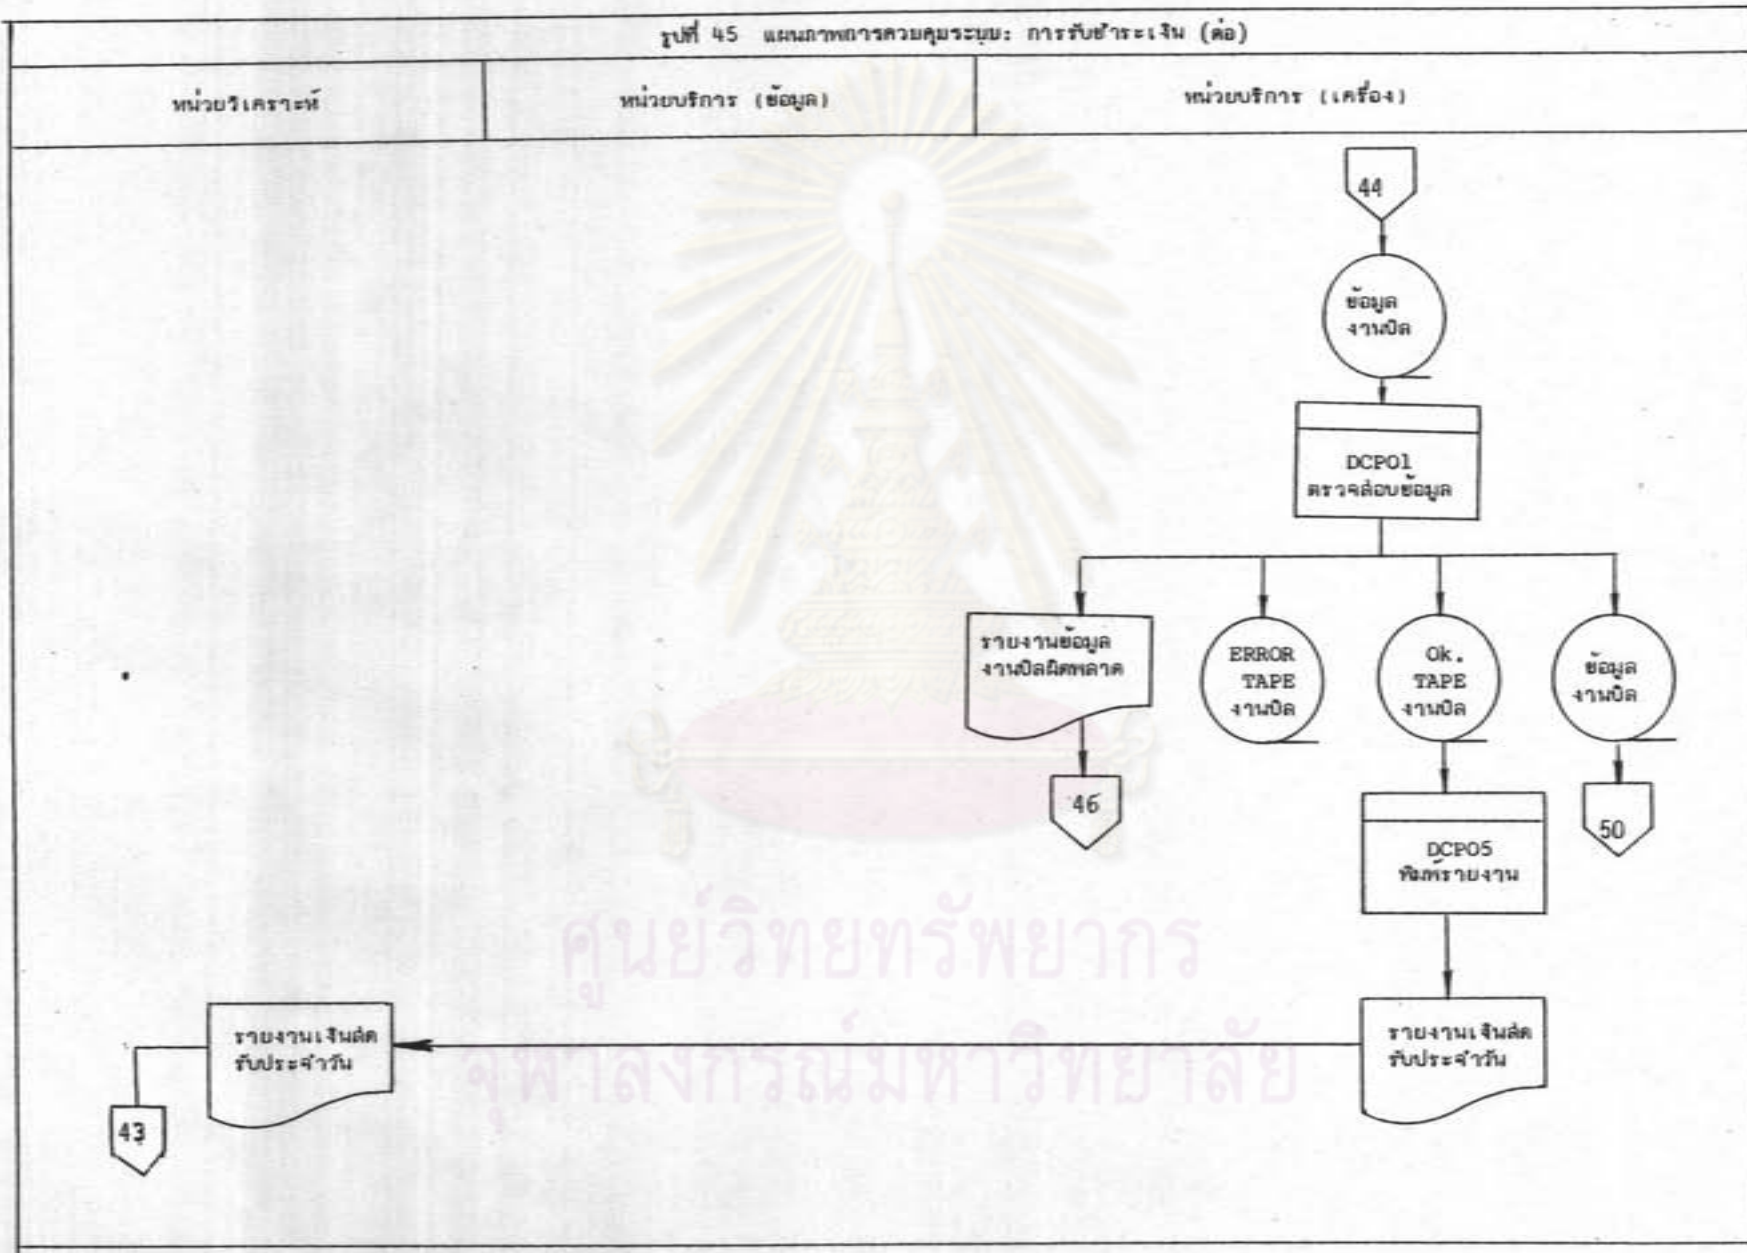 รูปที่ 45 แผนภาพการควบคุมระบบ: การรับชำระเงิน (ต่อ)
หน่วยวิเคราะห์
หน่วยบริการ (ข้อมูล)
หน่วยบริการ (เครื่อง)
44
ข้อมูล
งานบิล
DCP01
ตรวจสอบข้อมูล
รายงานข้อมูล
งานบิลผิดพลาด
ERROR
TAPE
งานบิล
Ok.
TAPE
งานบิล
ข้อมูล
งานบิล
46
50
DCP05
พิมพ์รายงาน
ศูนย์วิทยทรัพยากร
จุฬาลงกรณ์มหาวิทยาลัย
รายงานเงินสด
รับประจำวัน
รายงานเงินสด
รับประจำวัน
43